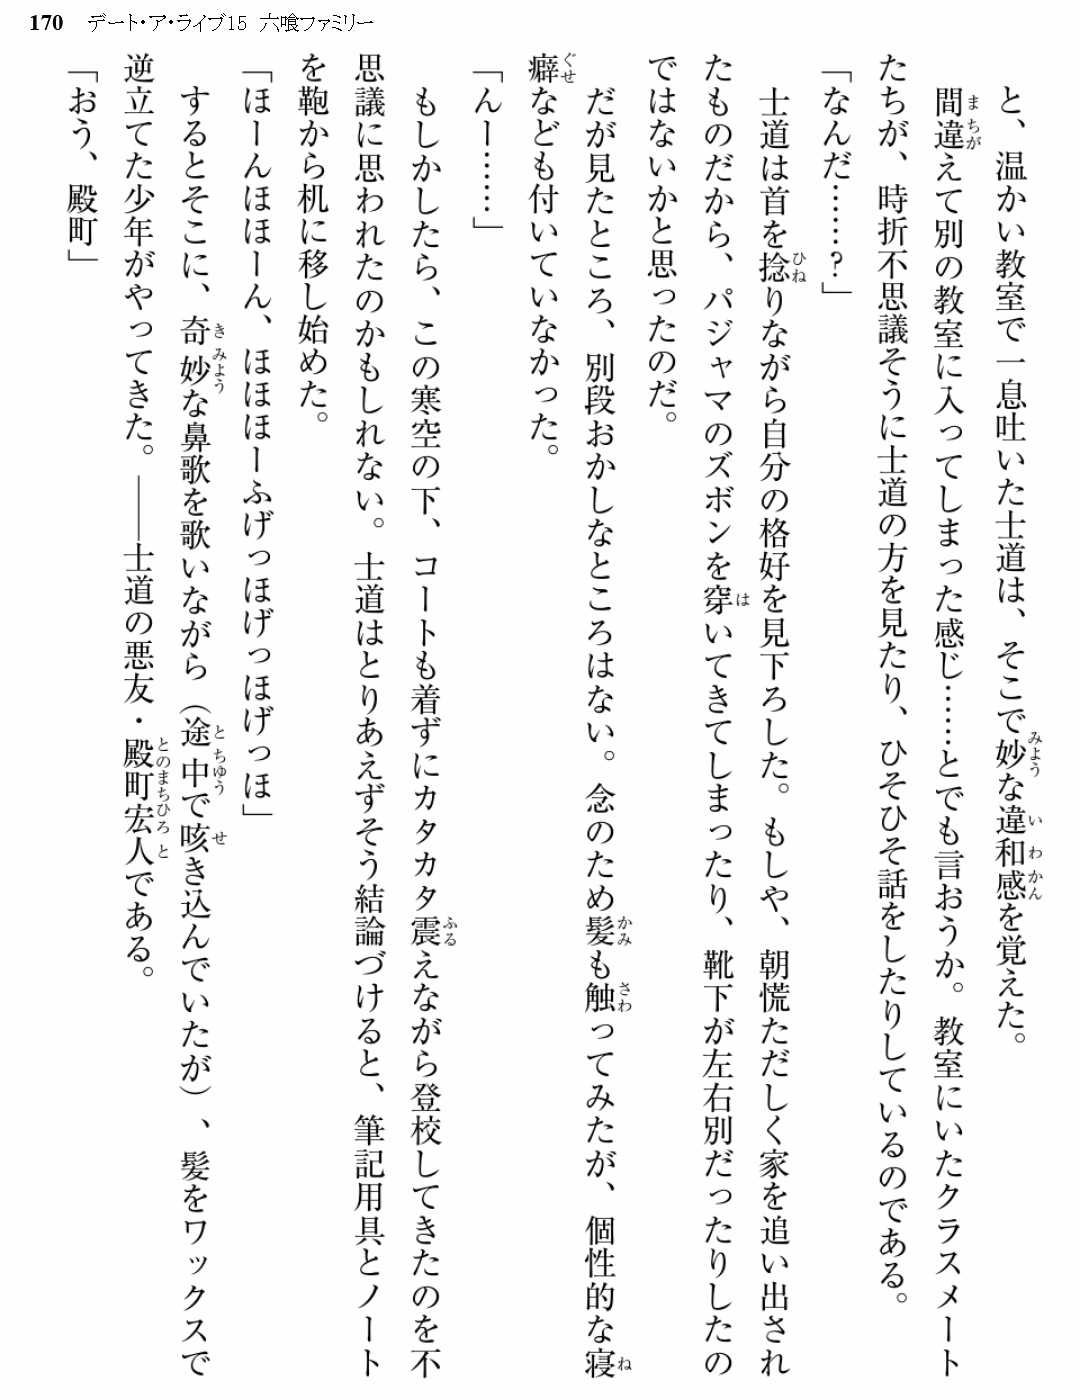 170 デート・ア・ライブ15 六喰ファミリー
と、温かい教室で一息吐いた士道は、そこで妙な違和感を覚えた。
間違えて別の教室に入ってしまった感じ……とでも言おうか。教室にいたクラスメート
たちが、時折不思議そうに士道の方を見たり、ひそひそ話をしたりしているのである。
「なんだ……？」
士道は首を捻りながら自分の格好を見下ろした。もしや、朝慌ただしく家を追い出され
たものだから、パジャマのズボンを穿いてきてしまったり、靴下が左右別だったりしたの
ではないかと思ったのだ。
だが見たところ、別段おかしなところはない。念のため髪も触ってみたが、個性的な寝
癖なども付いていなかった。
「んー……」
もしかしたら、この寒空の下、コートも着ずにカタカタ震えながら登校してきたのを不
思議に思われたのかもしれない。士道はとりあえずそう結論づけると、筆記用具とノート
を鞄から机に移し始めた。
「ほーんほほーん、ほほほーふげっほげっほげっほ」
するとそこに、奇妙な鼻歌を歌いながら（途中で咳き込んでいたが）、髪をワックスで
逆立てた少年がやってきた。――士道の悪友・殿町宏人である。
「おう、殿町」